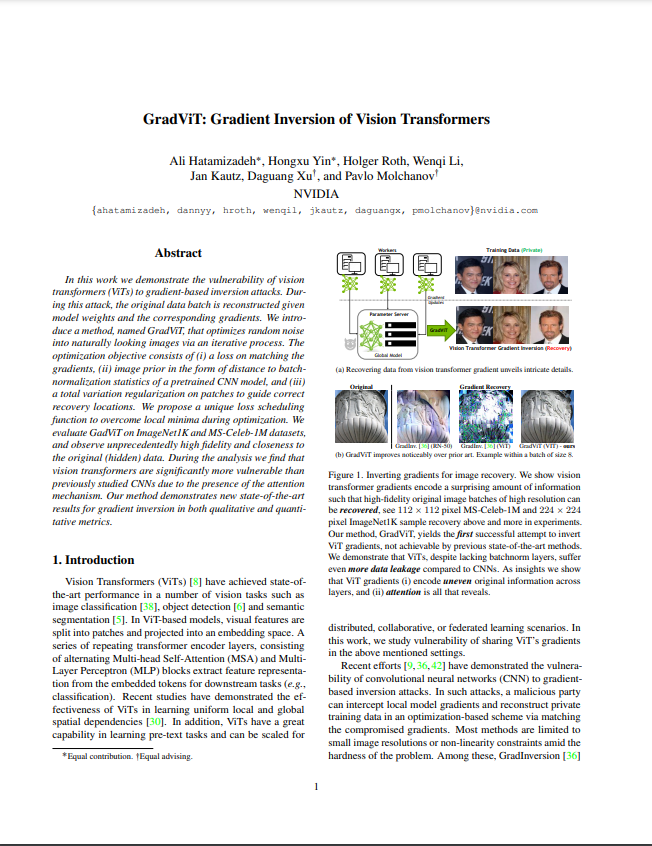 GradViT: Gradient Inversion of Vision Transformers
Ali Hatamizadeh*, Hongxu Yin*, Holger Roth, Wenqi Li,
Jan Kautz, Daguang Xu†, and Pavlo Molchanov†
NVIDIA
{ahatamizadeh, dannyy, hroth, wenqil, jkautz, daguangx, pmolchanov}@nvidia.com
Abstract
In this work we demonstrate the vulnerability of vision
transformers (ViTs) to gradient-based inversion attacks. Dur-
ing this attack, the original data batch is reconstructed given
model weights and the corresponding gradients. We intro-
duce a method, named GradViT, that optimizes random noise
into naturally looking images via an iterative process. The
optimization objective consists of (i) a loss on matching the
gradients, (ii) image prior in the form of distance to batch-
normalization statistics of a pretrained CNN model, and (iii)
a total variation regularization on patches to guide correct
recovery locations. We propose a unique loss scheduling
function to overcome local minima during optimization. We
evaluate GadViT on ImageNet1K and MS-Celeb-1M datasets,
and observe unprecedentedly high fidelity and closeness to
the original (hidden) data. During the analysis we find that
vision transformers are significantly more vulnerable than
previously studied CNNs due to the presence of the attention
mechanism. Our method demonstrates new state-of-the-art
results for gradient inversion in both qualitative and quanti-
tative metrics.
1. Introduction
Vision Transformers (ViTs) [8] have achieved state-of-
the-art performance in a number of vision tasks such as
image classification [38], object detection [6] and semantic
segmentation [5]. In ViT-based models, visual features are
split into patches and projected into an embedding space. A
series of repeating transformer encoder layers, consisting
of alternating Multi-head Self-Attention (MSA) and Multi-
Layer Perceptron (MLP) blocks extract feature representa-
tion from the embedded tokens for downstream tasks (e.g.,
classification). Recent studies have demonstrated the ef-
fectiveness of ViTs in learning uniform local and global
spatial dependencies [30]. In addition, ViTs have a great
capability in learning pre-text tasks and can be scaled for
*Equal contribution. †Equal advising.
Workers
Training Data (Private)
Gradient
Updates
Parameter Server
GradViT
Global Model
Vision Transformer Gradient Inversion (Recovery)
(a) Recovering data from vision transformer gradient unveils intricate details.
Original
Gradient Recovery
GradInv. [36] (RN-50)
GradInv. [36] (ViT)
GradViT (ViT) - ours
(b) GradViT improves noticeably over prior art. Example within a batch of size 8.
Figure 1. Inverting gradients for image recovery. We show vision
transformer gradients encode a surprising amount of information
such that high-fidelity original image batches of high resolution can
be recovered, see 112 × 112 pixel MS-Celeb-1M and 224 × 224
pixel ImageNet1K sample recovery above and more in experiments.
Our method, GradViT, yields the first successful attempt to invert
ViT gradients, not achievable by previous state-of-the-art methods.
We demonstrate that ViTs, despite lacking batchnorm layers, suffer
even more data leakage compared to CNNs. As insights we show
that ViT gradients (i) encode uneven original information across
layers, and (ii) attention is all that reveals.
distributed, collaborative, or federated learning scenarios. In
this work, we study vulnerability of sharing ViT's gradients
in the above mentioned settings.
Recent efforts [9, 36, 42] have demonstrated the vulnera-
bility of convolutional neural networks (CNN) to gradient-
based inversion attacks. In such attacks, a malicious party
can intercept local model gradients and reconstruct private
training data in an optimization-based scheme via matching
the compromised gradients. Most methods are limited to
small image resolutions or non-linearity constraints amid the
hardness of the problem. Among these, GradInversion [36]
1